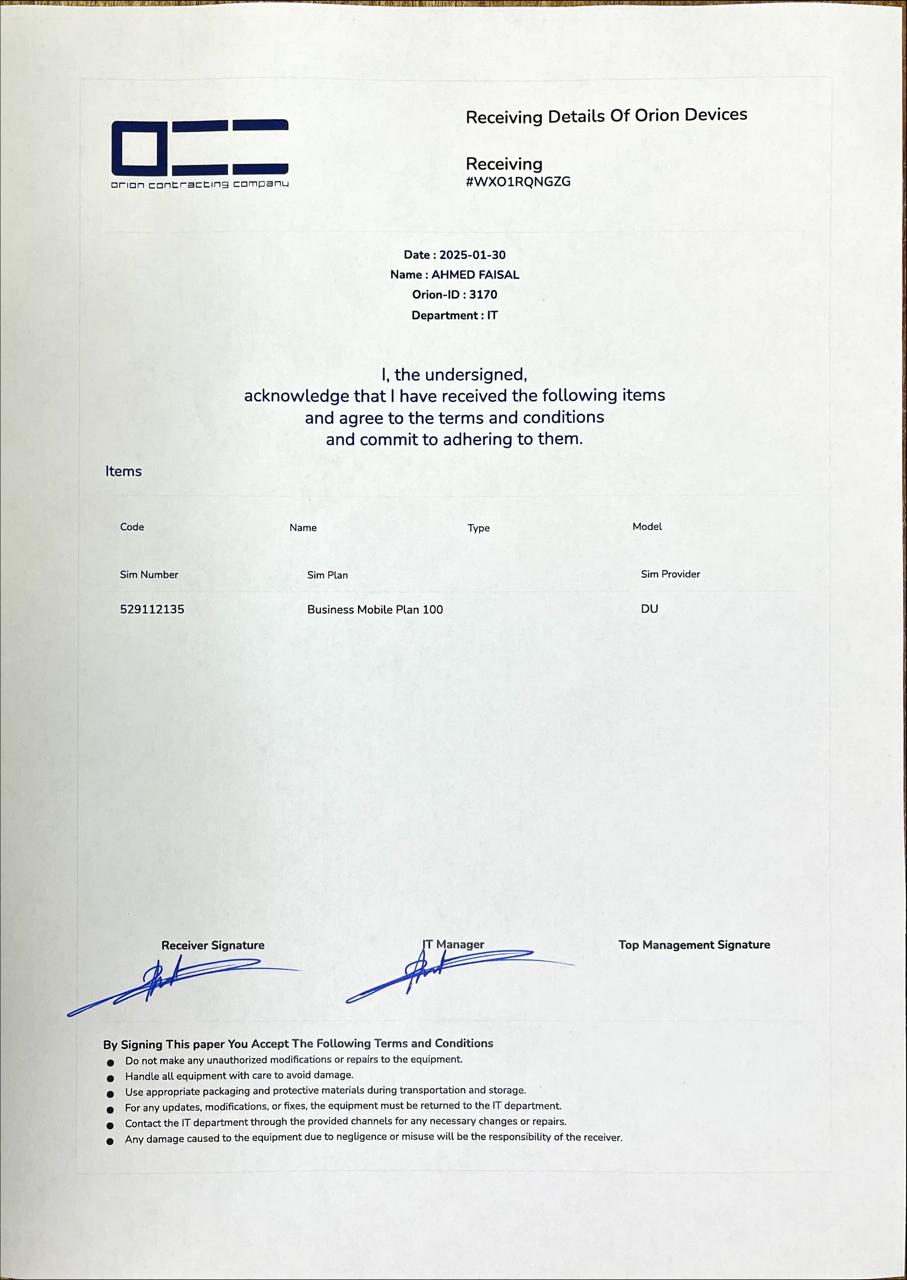 orion contracting company
Receiving Details Of Orion Devices
Receiving
#WXO1RQNGZG
Date : 2025-01-30
Name : AHMED FAISAL
Orion-ID : 3170
Department : IT
I, the undersigned,
acknowledge that I have received the following items
and agree to the terms and conditions
and commit to adhering to them.
Items
Code Name Type Model
Sim Number Sim Plan Sim Provider
529112135 Business Mobile Plan 100 DU
Receiver Signature IT Manager Top Management Signature
By Signing This paper You Accept The Following Terms and Conditions
● Do not make any unauthorized modifications or repairs to the equipment.
● Handle all equipment with care to avoid damage.
● Use appropriate packaging and protective materials during transportation and storage.
● For any updates, modifications, or fixes, the equipment must be returned to the IT department.
● Contact the IT department through the provided channels for any necessary changes or repairs.
● Any damage caused to the equipment due to negligence or misuse will be the responsibility of the receiver.